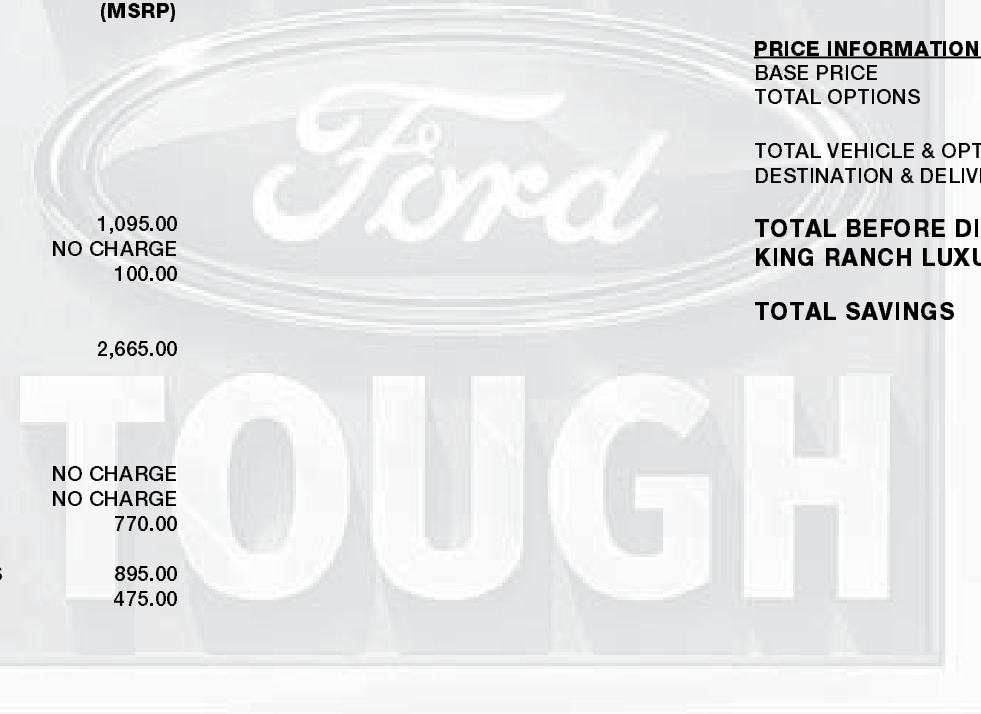 (MSRP)
1,095.00
NO CHARGE
100.00
2,665.00
NO CHARGE
NO CHARGE
770.00
895.00
475.00
Ford
TOUGH
PRICE INFORMATION
BASE PRICE
TOTAL OPTIONS
TOTAL VEHICLE & OPT
DESTINATION & DELIV
TOTAL BEFORE DI
KING RANCH LUXU
TOTAL SAVINGS